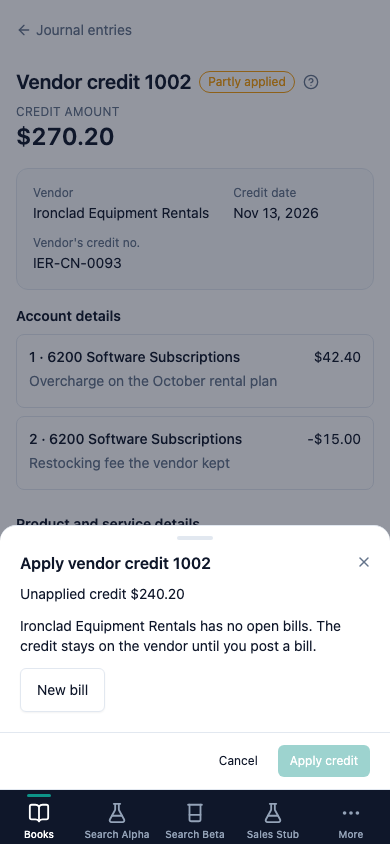 Journal entries
Vendor credit 1002 Partly applied
CREDIT AMOUNT
$270.20
Vendor Credit date
Ironclad Equipment Rentals Nov 13, 2026
Vendor's credit no.
IER-CN-0093
Account details
1 · 6200 Software Subscriptions $42.40
Overcharge on the October rental plan
2 · 6200 Software Subscriptions -$15.00
Restocking fee the vendor kept
Product and service details
Apply vendor credit 1002
Unapplied credit $240.20
Ironclad Equipment Rentals has no open bills. The
credit stays on the vendor until you post a bill.
New bill
Cancel Apply credit
Books Search Alpha Search Beta Sales Stub More